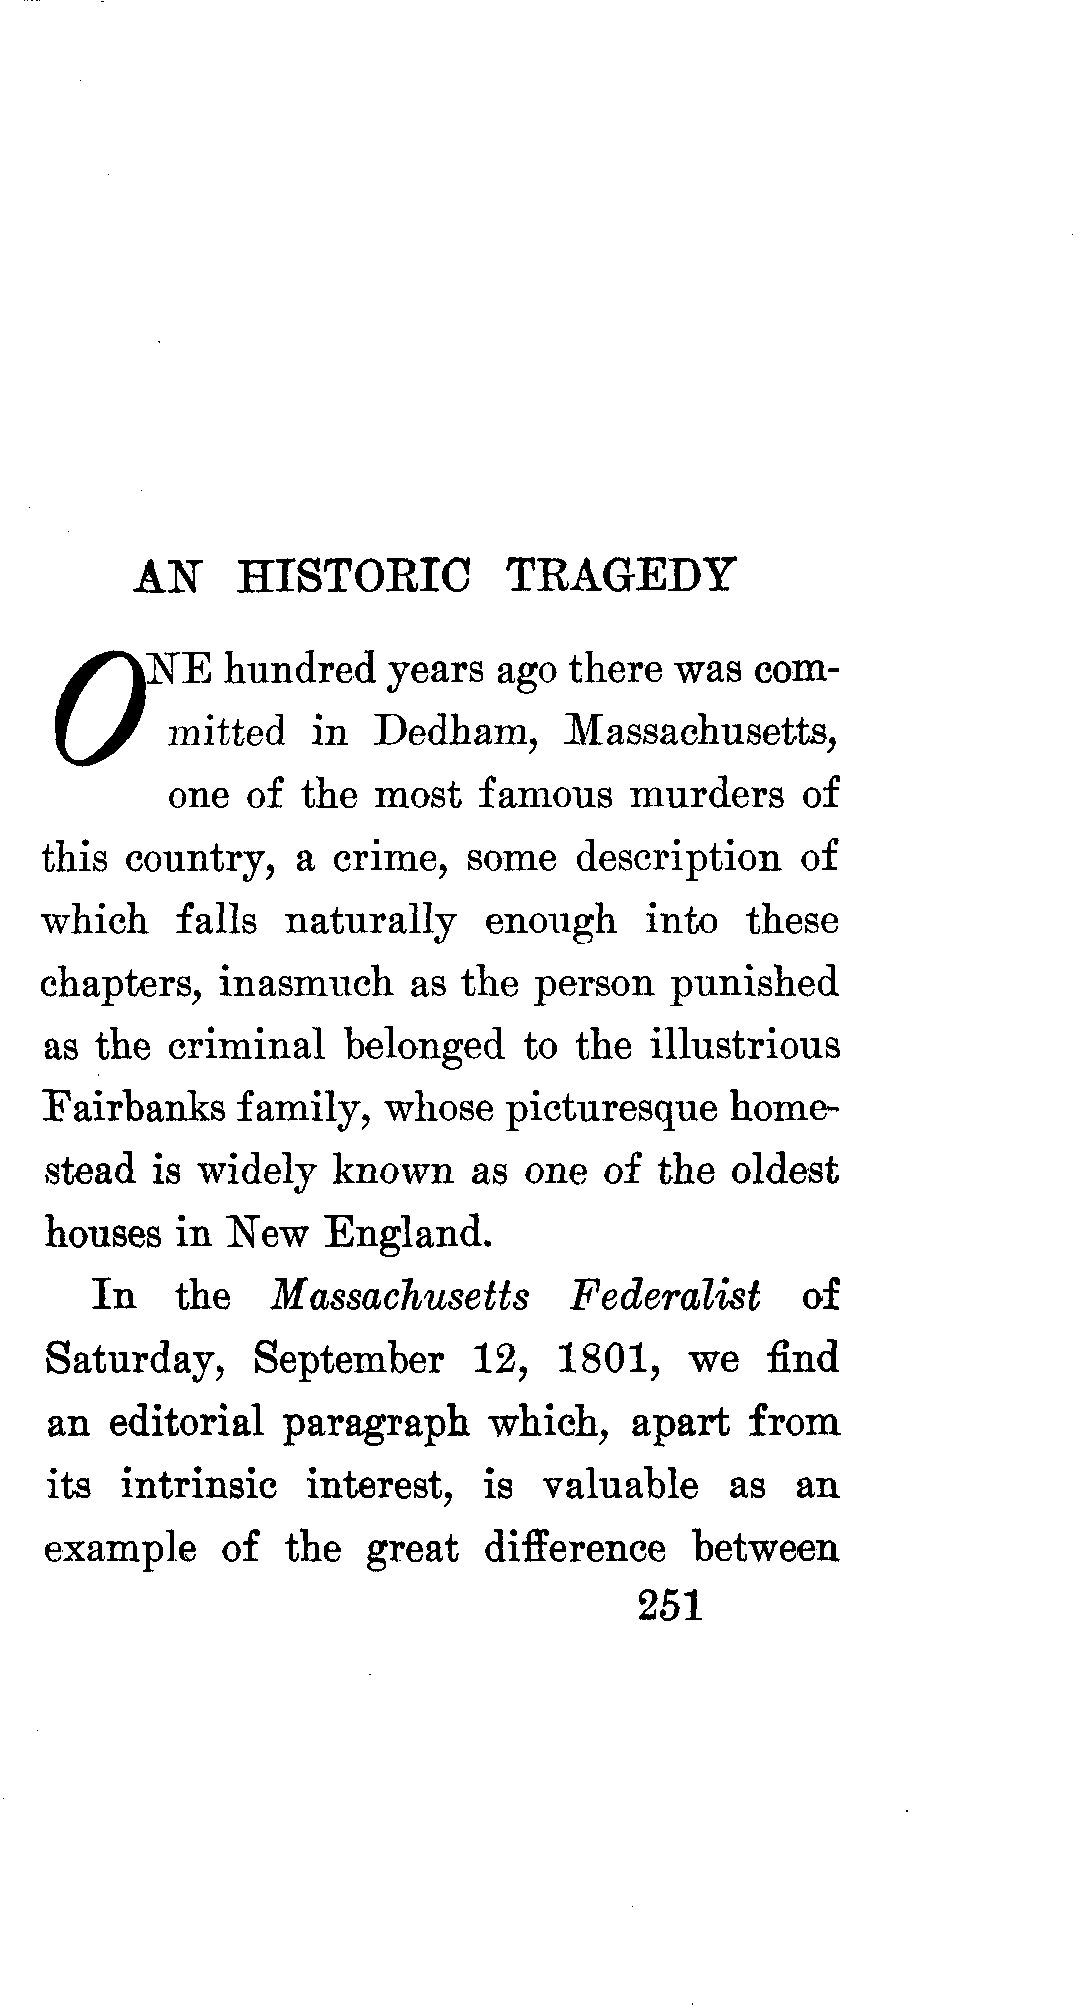 AN HISTORIC TRAGEDY
ONE hundred years ago there was com-
mitted in Dedham, Massachusetts,
one of the most famous murders of
this country, a crime, some description of
which falls naturally enough into these
chapters, inasmuch as the person punished
as the criminal belonged to the illustrious
Fairbanks family, whose picturesque home-
stead is widely known as one of the oldest
houses in New England.
In the Massachusetts Federalist of
Saturday, September 12, 1801, we find
an editorial paragraph which, apart from
its intrinsic interest, is valuable as an
example of the great difference between
251